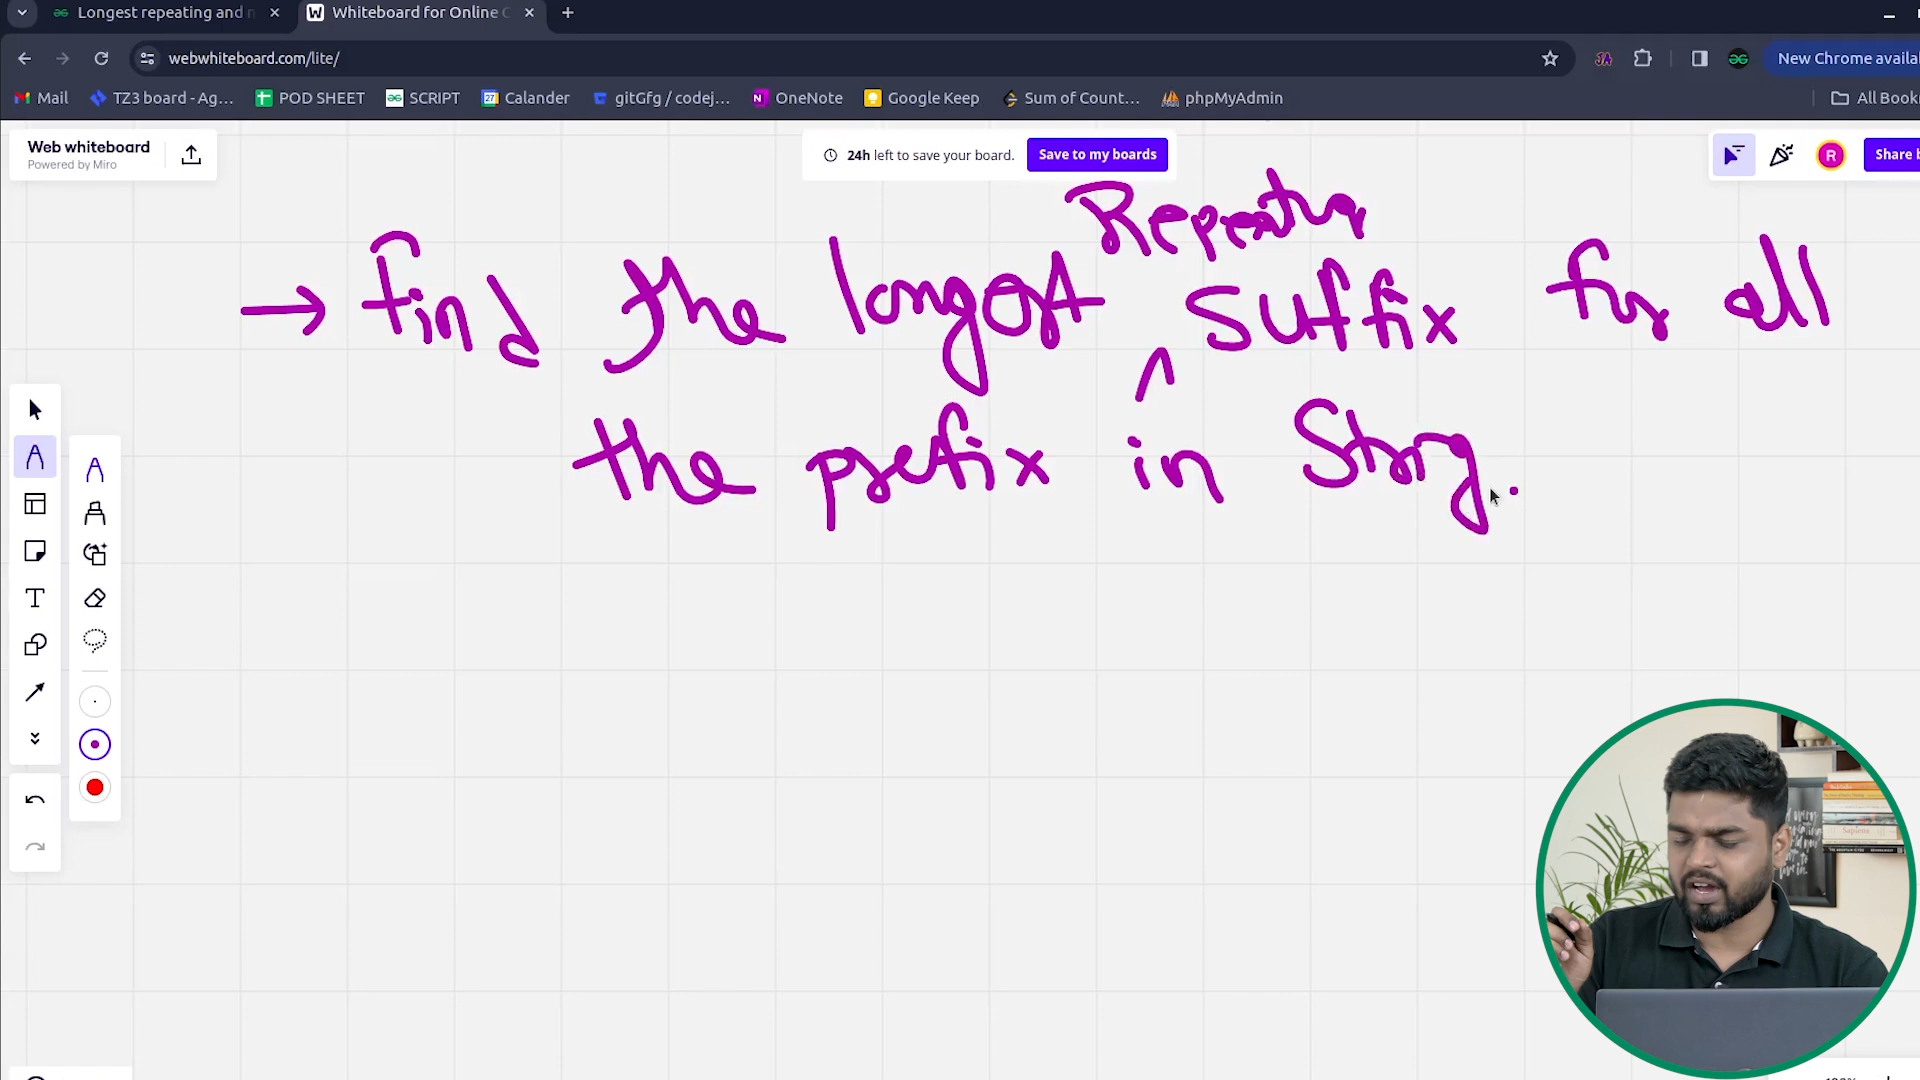 Longest repeating and n
Whiteboard for Online C
webwhiteboard.com/lite/
New Chrome availa
Mail
TZ3 board - Ag...
POD SHEET
SCRIPT
27
Calander
gitGfg / codej...
OneNote
Google Keep
Sum of Count...
phpMyAdmin
All Book
Web whiteboard
Powered by Miro
24h left to save your board.
Save to my boards
R
Share b
Repeating
→ find the longest suffix for all
^
the prefix in String.
T
Sapiens